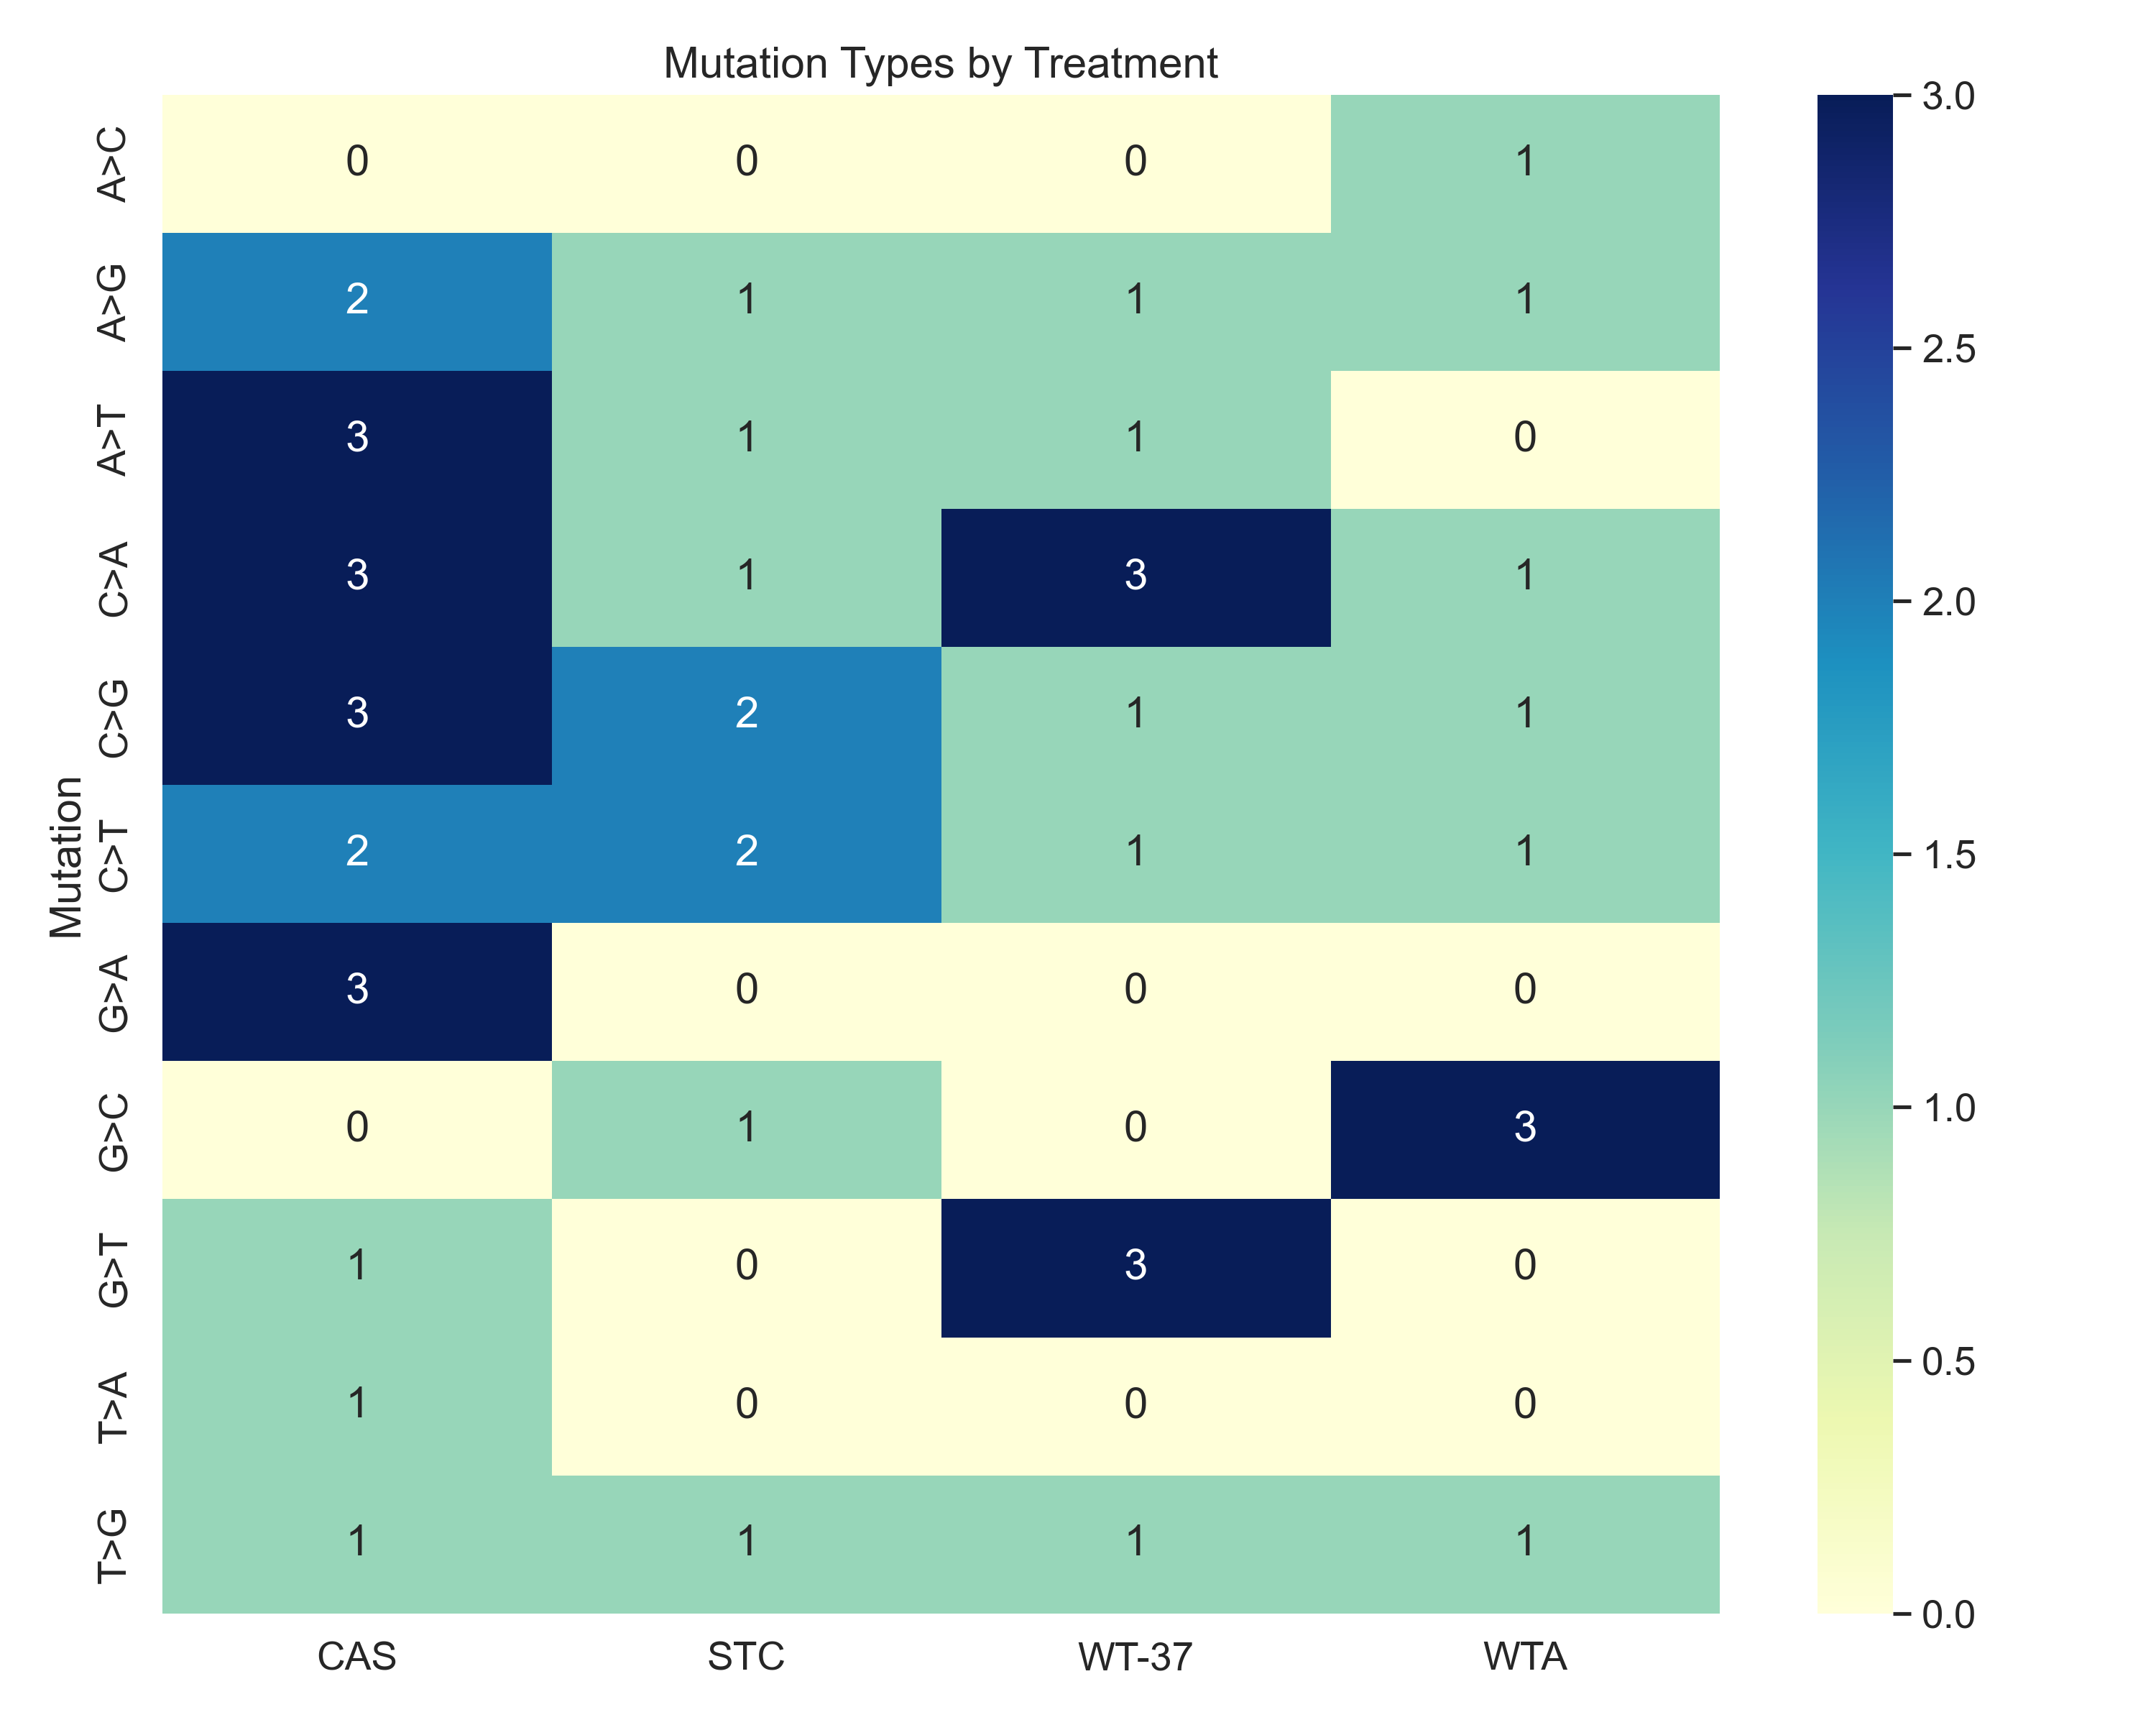 Mutation Types by Treatment
Mutation
A>C 0 0 0 1
A>G 2 1 1 1
A>T 3 1 1 0
C>A 3 1 3 1
C>G 3 2 1 1
C>T 2 2 1 1
G>A 3 0 0 0
G>C 0 1 0 3
G>T 1 0 3 0
T>A 1 0 0 0
T>G 1 1 1 1
CAS STC WT-37 WTA
3.0
2.5
2.0
1.5
1.0
0.5
0.0